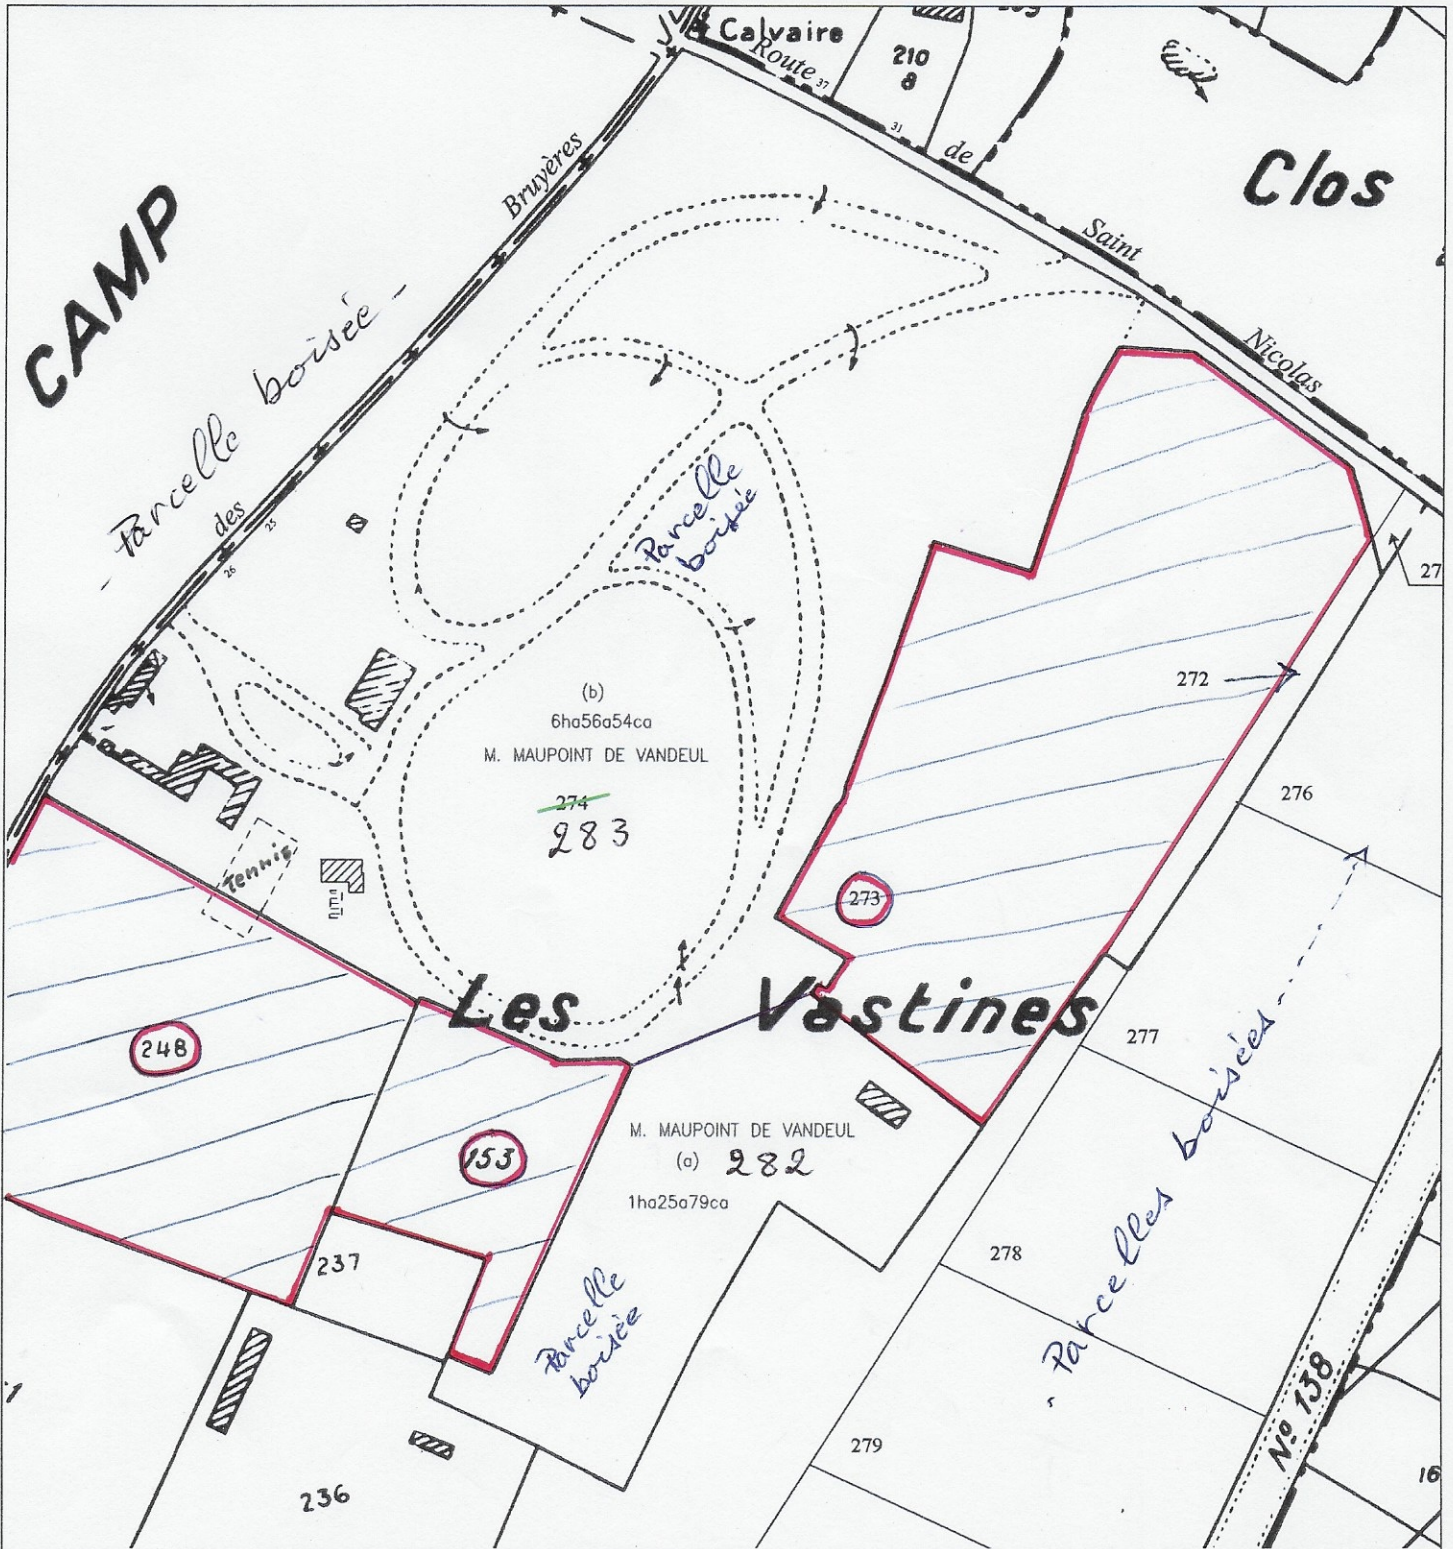 Calvaire
Route
37
210
a
31
de
Clos
Bruyères
Saint
CAMP
Nicolas
- Parcelle boisée -
Parcelle
boisée
des
25
26
27
272
(b)
6ha56a54ca
M. MAUPOINT DE VANDEUL
274
283
276
Tennis
273
Les Vastines
248
277
153
M. MAUPOINT DE VANDEUL
(a) 282
1ha25a79ca
237
278
Parcelle
boisée
- Parcelles boisées -
Nº 138
279
236
16